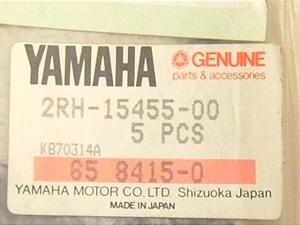 YAMAHA GENUINE
parts & accessories
2RH-15455-00
5 PCS
K870314A
65 8415-0
YAMAHA MOTOR CO., LTD. Shizuoka Japan
MADE IN JAPAN